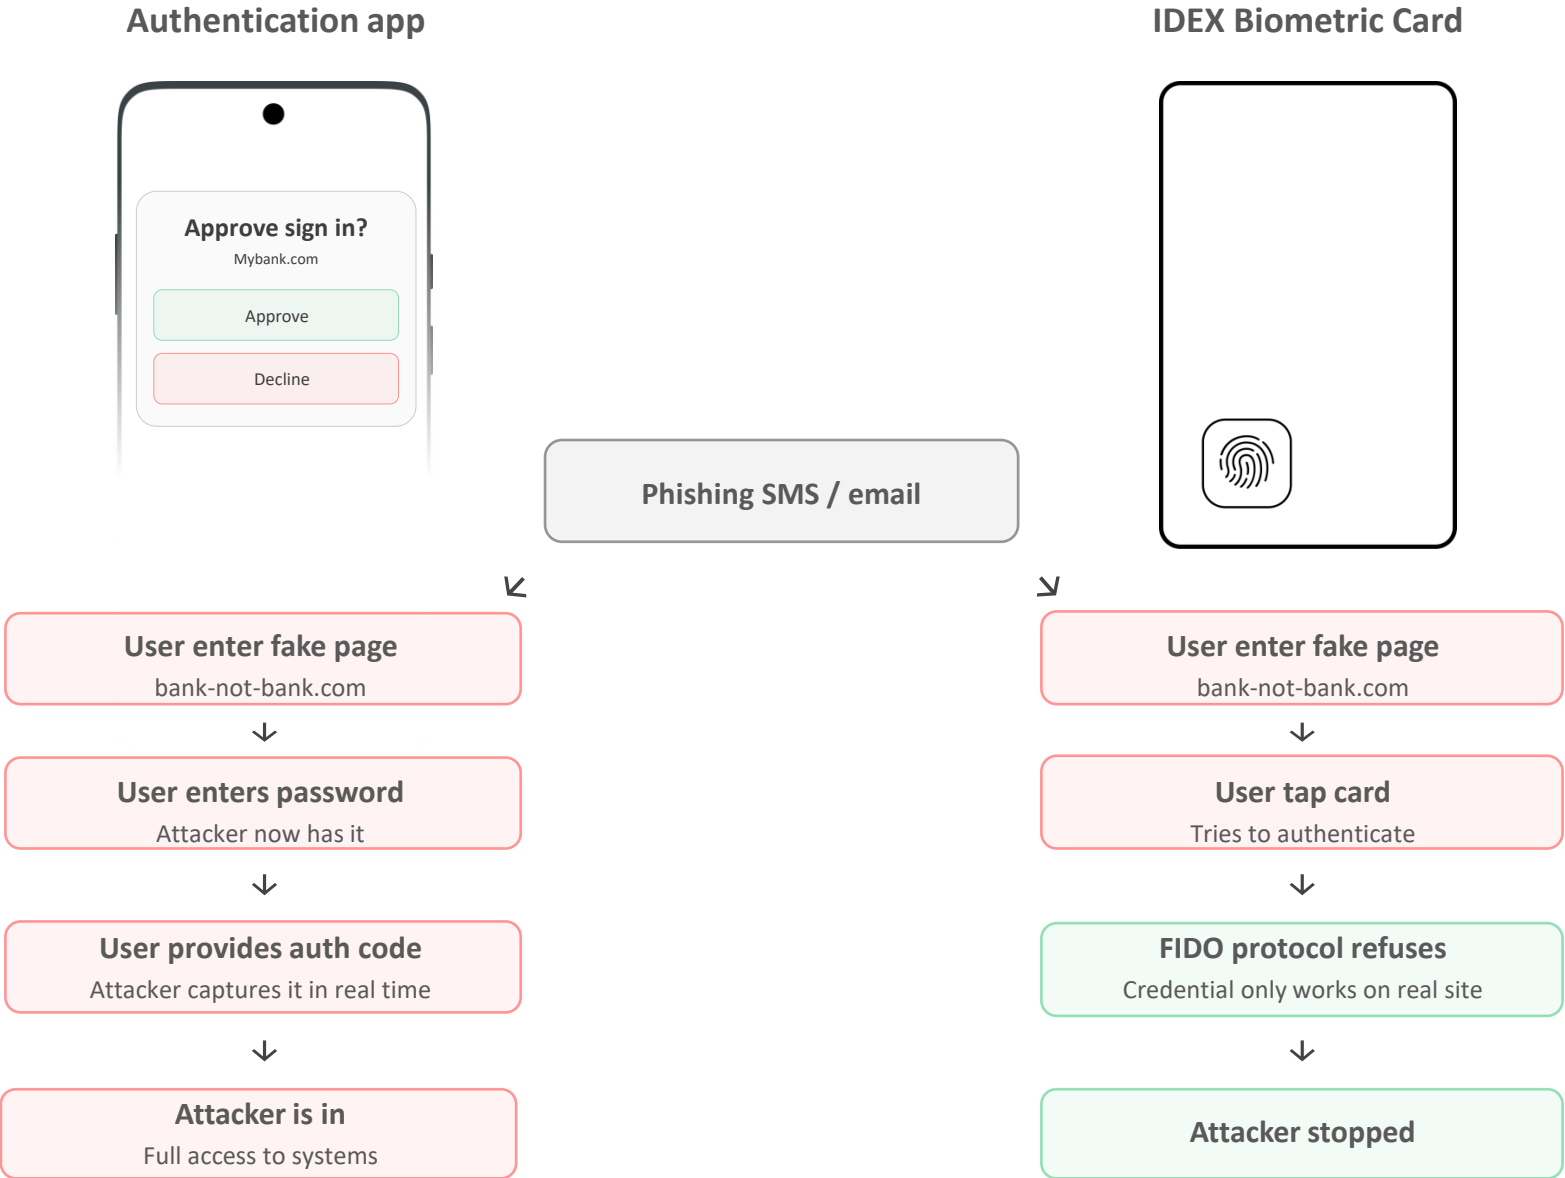 Authentication app
IDEX Biometric Card
Approve sign in?
Mybank.com
Approve
Decline
Phishing SMS / email
User enter fake page
bank-not-bank.com
User enters password
Attacker now has it
User provides auth code
Attacker captures it in real time
Attacker is in
Full access to systems
User enter fake page
bank-not-bank.com
User tap card
Tries to authenticate
FIDO protocol refuses
Credential only works on real site
Attacker stopped